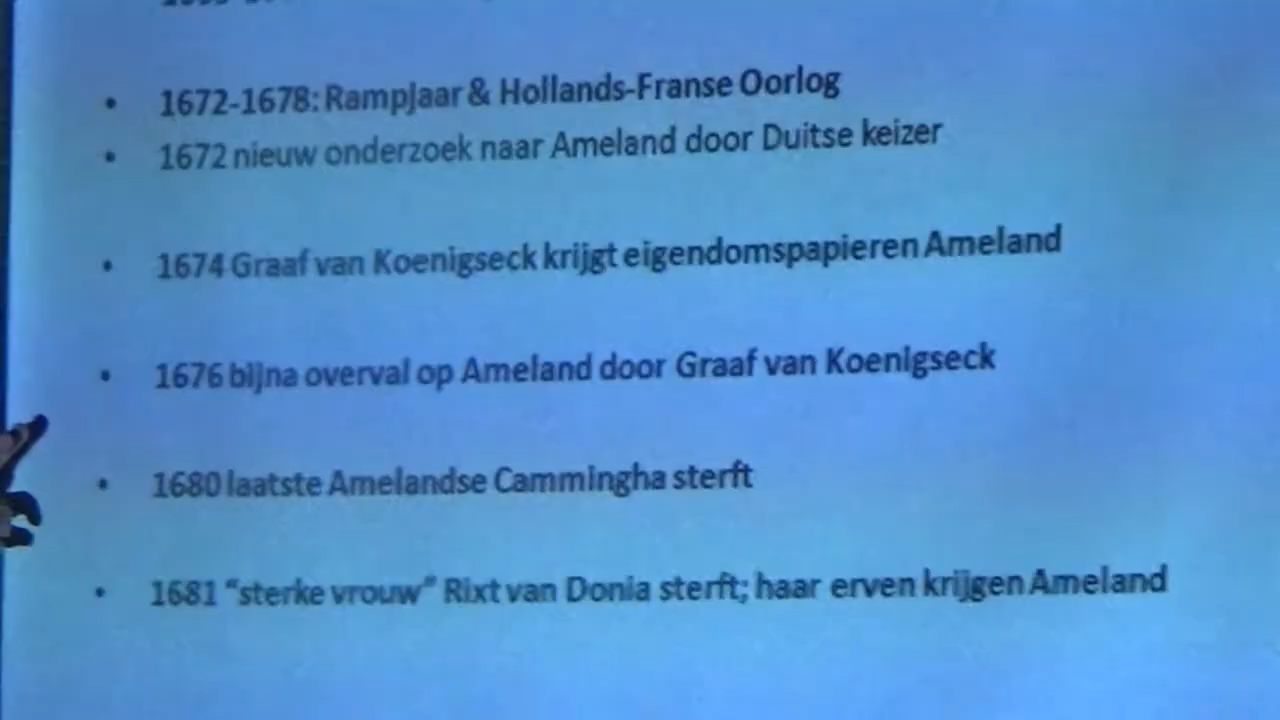 • 1672-1678: Rampjaar & Hollands-Franse Oorlog
• 1672 nieuw onderzoek naar Ameland door Duitse keizer
• 1674 Graaf van Koenigseck krijgt eigendomspapieren Ameland
• 1676 bijna overval op Ameland door Graaf van Koenigseck
• 1680 laatste Amelandse Cammingha sterft
• 1681 “sterke vrouw” Rixt van Donia sterft; haar erven krijgen Ameland